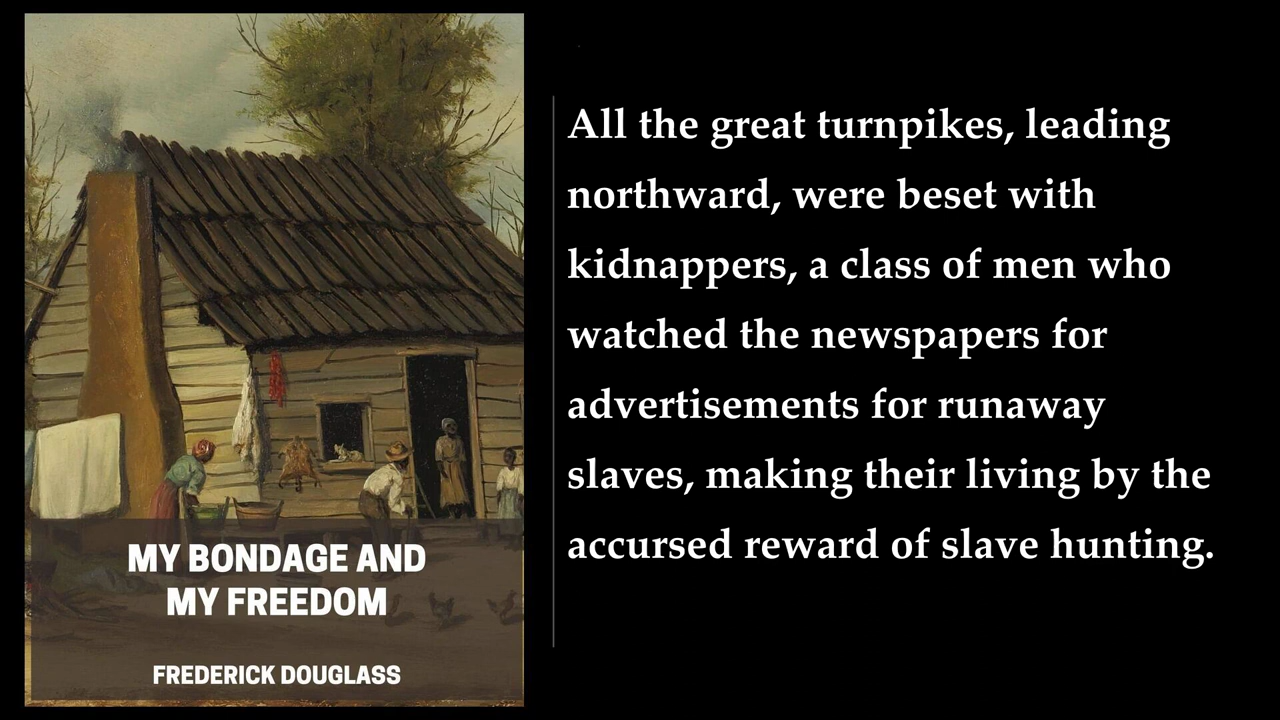 MY BONDAGE AND
MY FREEDOM
FREDERICK DOUGLASS
All the great turnpikes, leading
northward, were beset with
kidnappers, a class of men who
watched the newspapers for
advertisements for runaway
slaves, making their living by the
accursed reward of slave hunting.